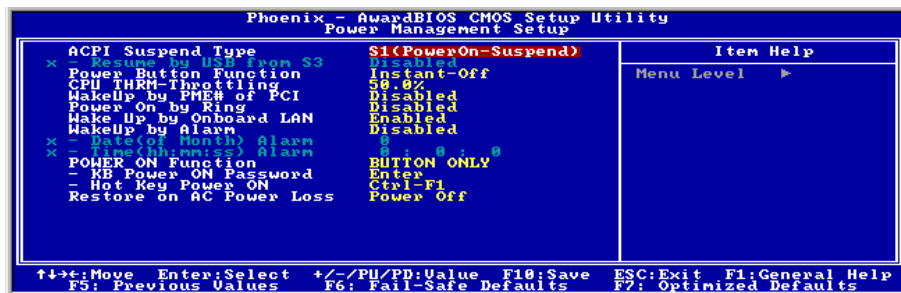 Phoenix - AwardBIOS CMOS Setup Utility
Power Management Setup
ACPI Suspend Type S1(PowerOn-Suspend)
x - Resume by USB from S3 Disabled
Power Button Function Instant-Off
CPU THRM-Throttling 50.0%
WakeUp by PME# of PCI Disabled
Power On by Ring Disabled
Wake Up by Onboard LAN Enabled
WakeUp by Alarm Disabled
x - Date(of Month) Alarm 0
x - Time(hh:mm:ss) Alarm 0 : 0 : 0
POWER ON Function BUTTON ONLY
- KB Power ON Password Enter
- Hot Key Power ON Ctrl-F1
Restore on AC Power Loss Power Off
Item Help
Menu Level ►
↑↓→←:Move Enter:Select +/-/PU/PD:Value F10:Save ESC:Exit F1:General Help
F5: Previous Values F6: Fail-Safe Defaults F7: Optimized Defaults